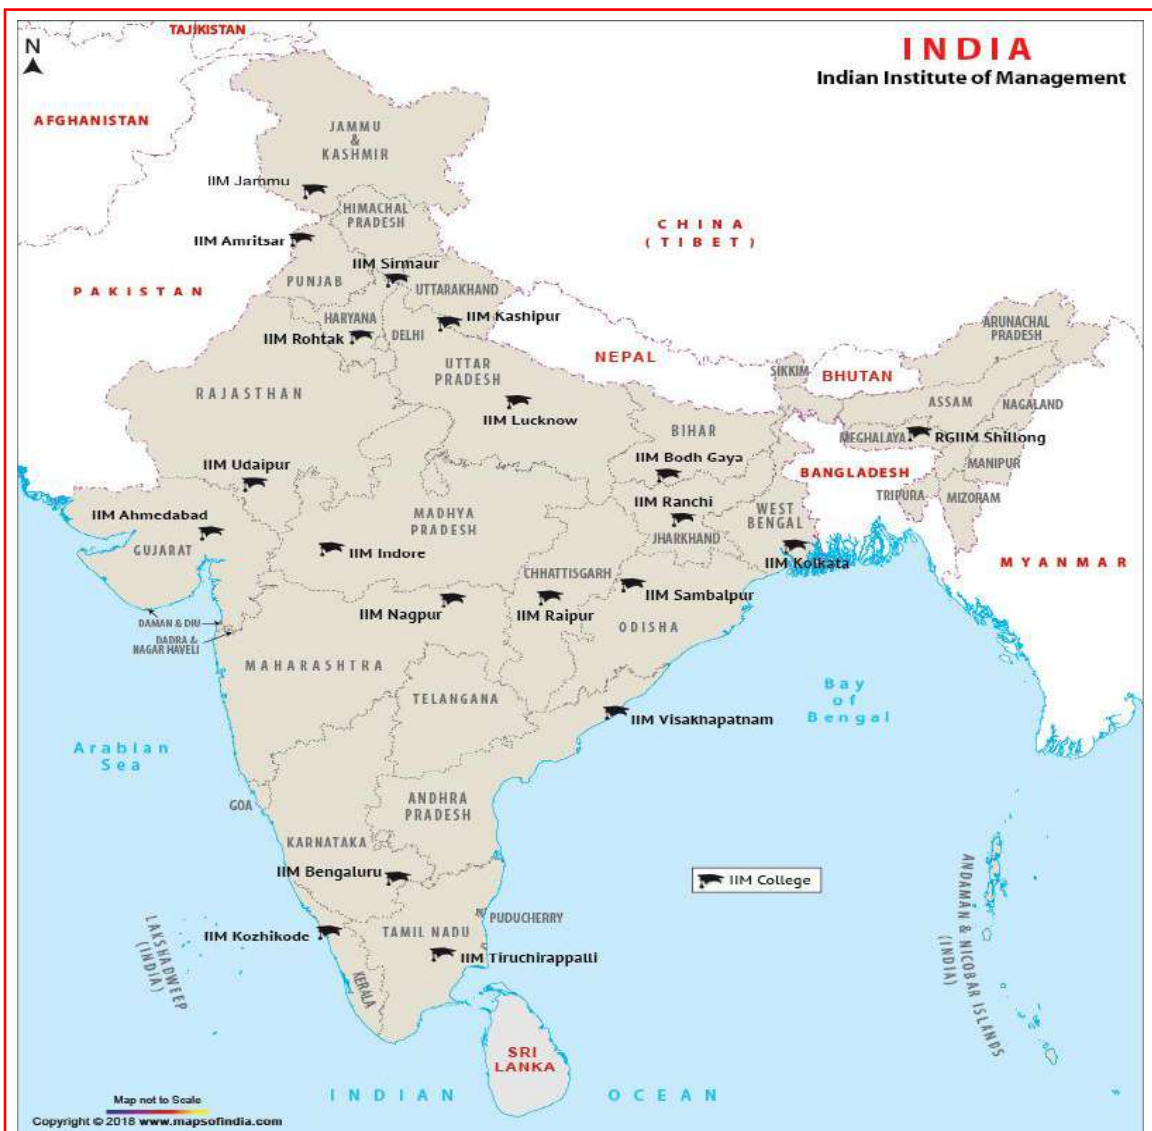 TAJIKISTAN
N
INDIA
Indian Institute of Management
AFGHANISTAN
JAMMU
&
KASHMIR
IIM Jammu
HIMACHAL
PRADESH
CHINA
(TIBET)
IIM Amritsar
IIM Sirmaur
PUNJAB
UTTARAKHAND
PAKISTAN
HARYANA
IIM Kashipur
IIM Rohtak
DELHI
ARUNACHAL
PRADESH
NEPAL
UTTAR
PRADESH
SIKKIM
BHUTAN
RAJASTHAN
ASSAM
NAGALAND
IIM Lucknow
BIHAR
MEGHALAYA
RGIIM Shillong
IIM Udaipur
IIM Bodh Gaya
BANGLADESH
MANIPUR
IIM Ranchi
TRIPURA
MIZORAM
IIM Ahmedabad
MADHYA
PRADESH
WEST
BENGAL
JHARKHAND
GUJARAT
IIM Indore
IIM Kolkata
MYANMAR
CHHATTISGARH
IIM Nagpur
IIM Raipur
IIM Sambalpur
DAMAN & DIU
ODISHA
DADRA &
NAGAR HAVELI
MAHARASHTRA
TELANGANA
Bay
of
Bengal
IIM Visakhapatnam
Arabian
Sea
GOA
ANDHRA
PRADESH
KARNATAKA
IIM Bengaluru
IIM College
PUDUCHERRY
LAKSHADWEEP
(INDIA)
IIM Kozhikode
TAMIL NADU
IIM Tiruchirappalli
KERALA
ANDAMAN & NICOBAR ISLANDS
(INDIA)
SRI
LANKA
INDIAN OCEAN
Map not to Scale
Copyright © 2018 www.mapsofindia.com